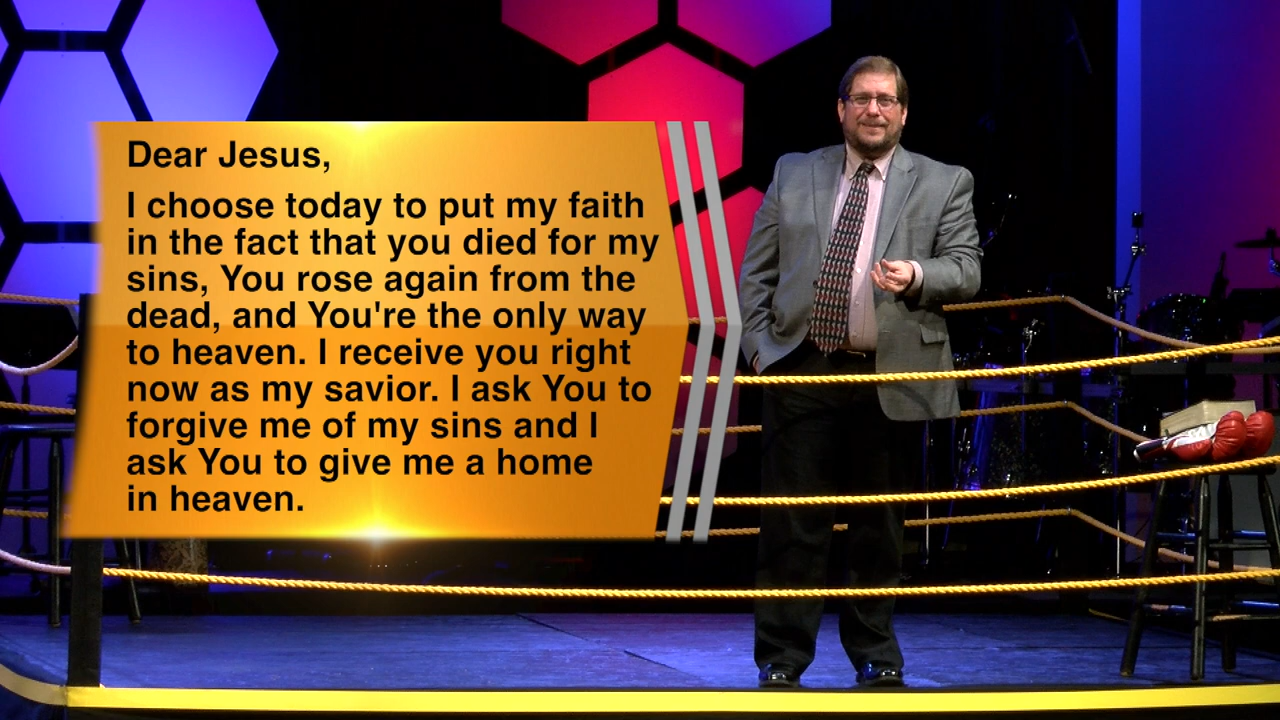 Dear Jesus,
I choose today to put my faith
in the fact that you died for my
sins, You rose again from the
dead, and You're the only way
to heaven. I receive you right
now as my savior. I ask You to
forgive me of my sins and I
ask You to give me a home
in heaven.